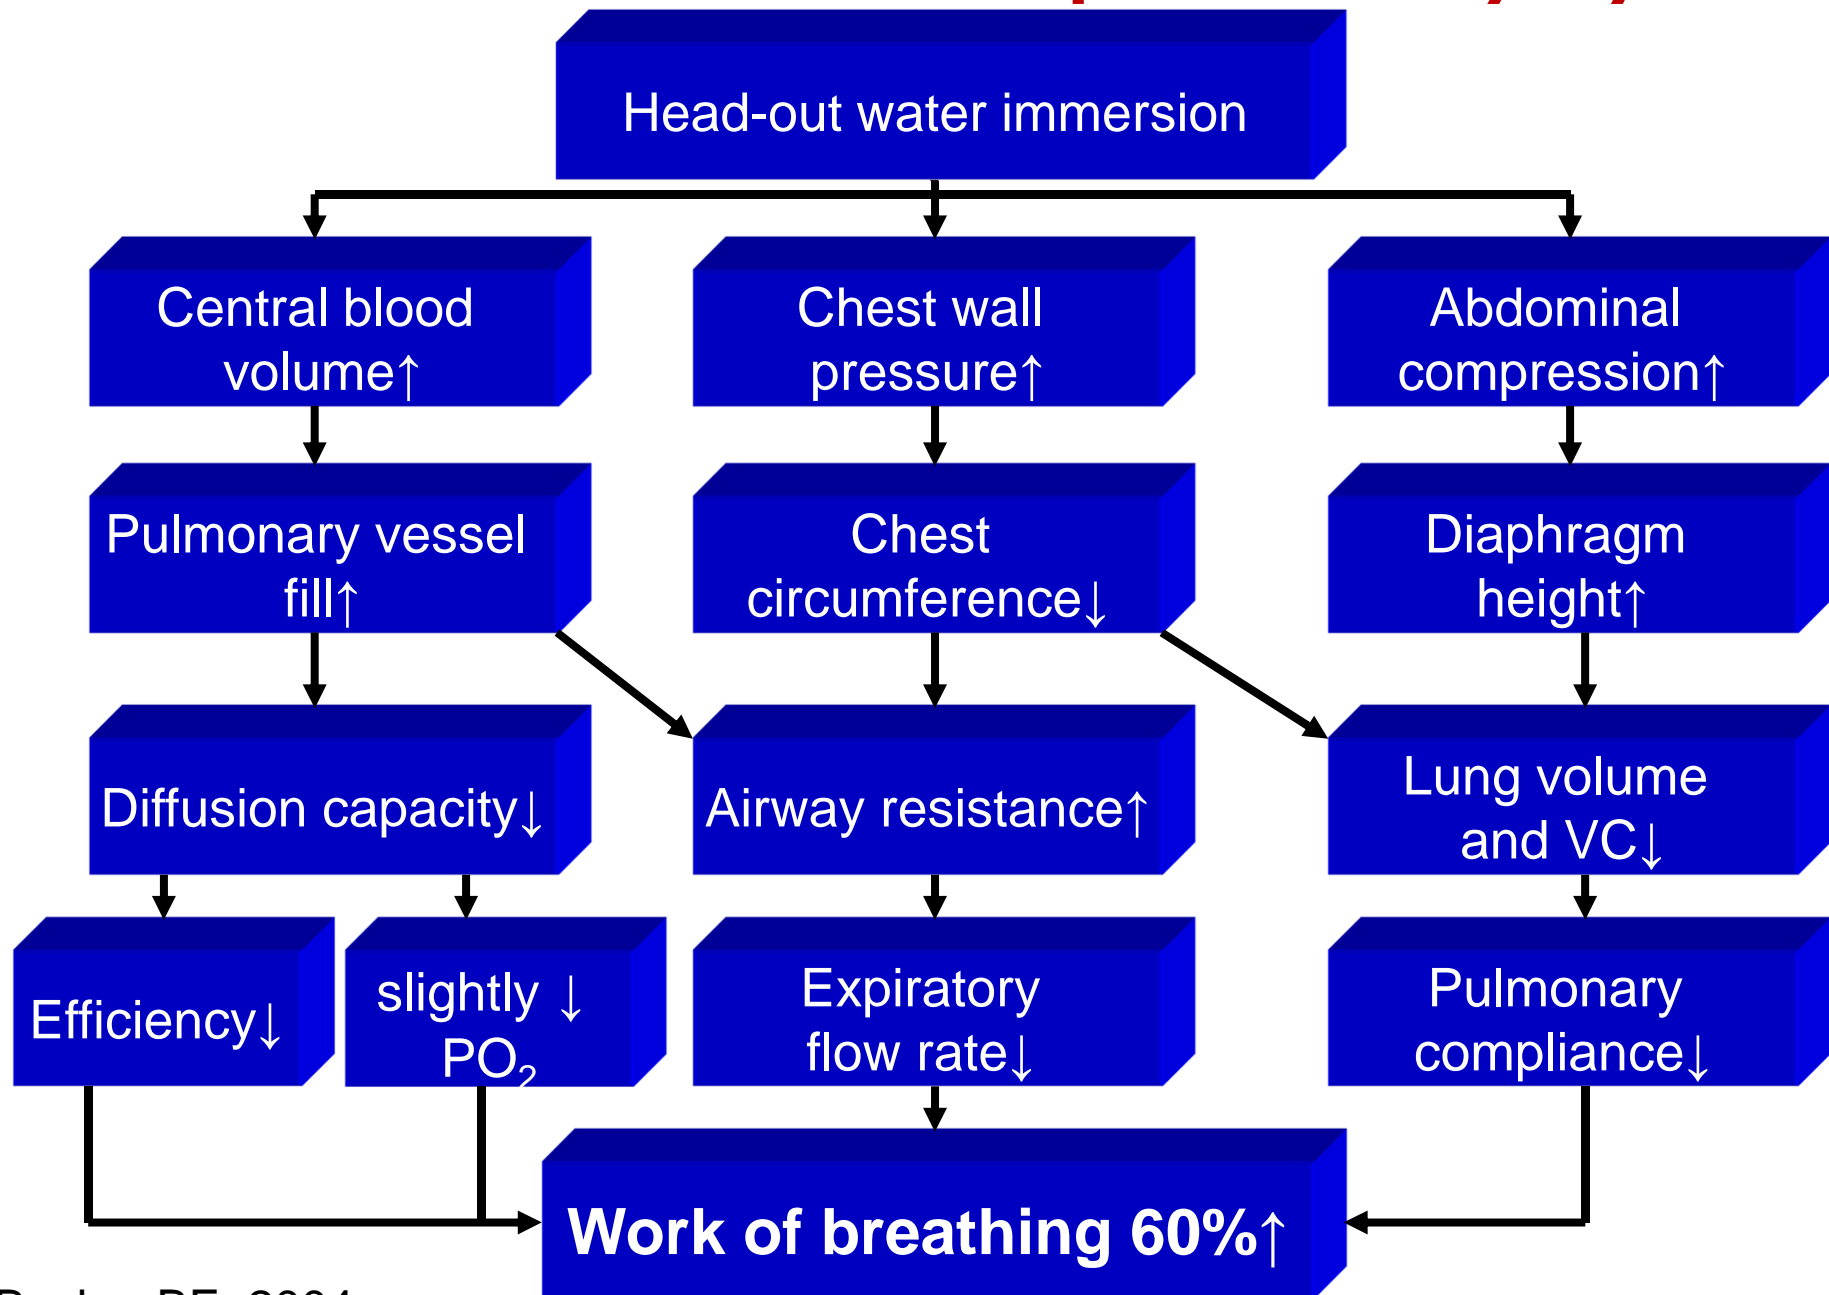 Head-out water immersion
Central blood
volume↑
Chest wall
pressure↑
Abdominal
compression↑
Pulmonary vessel
fill↑
Chest
circumference↓
Diaphragm
height↑
Diffusion capacity↓
Airway resistance↑
Lung volume
and VC↓
Efficiency↓
slightly ↓
PO₂
Expiratory
flow rate↓
Pulmonary
compliance↓
Work of breathing 60%↑